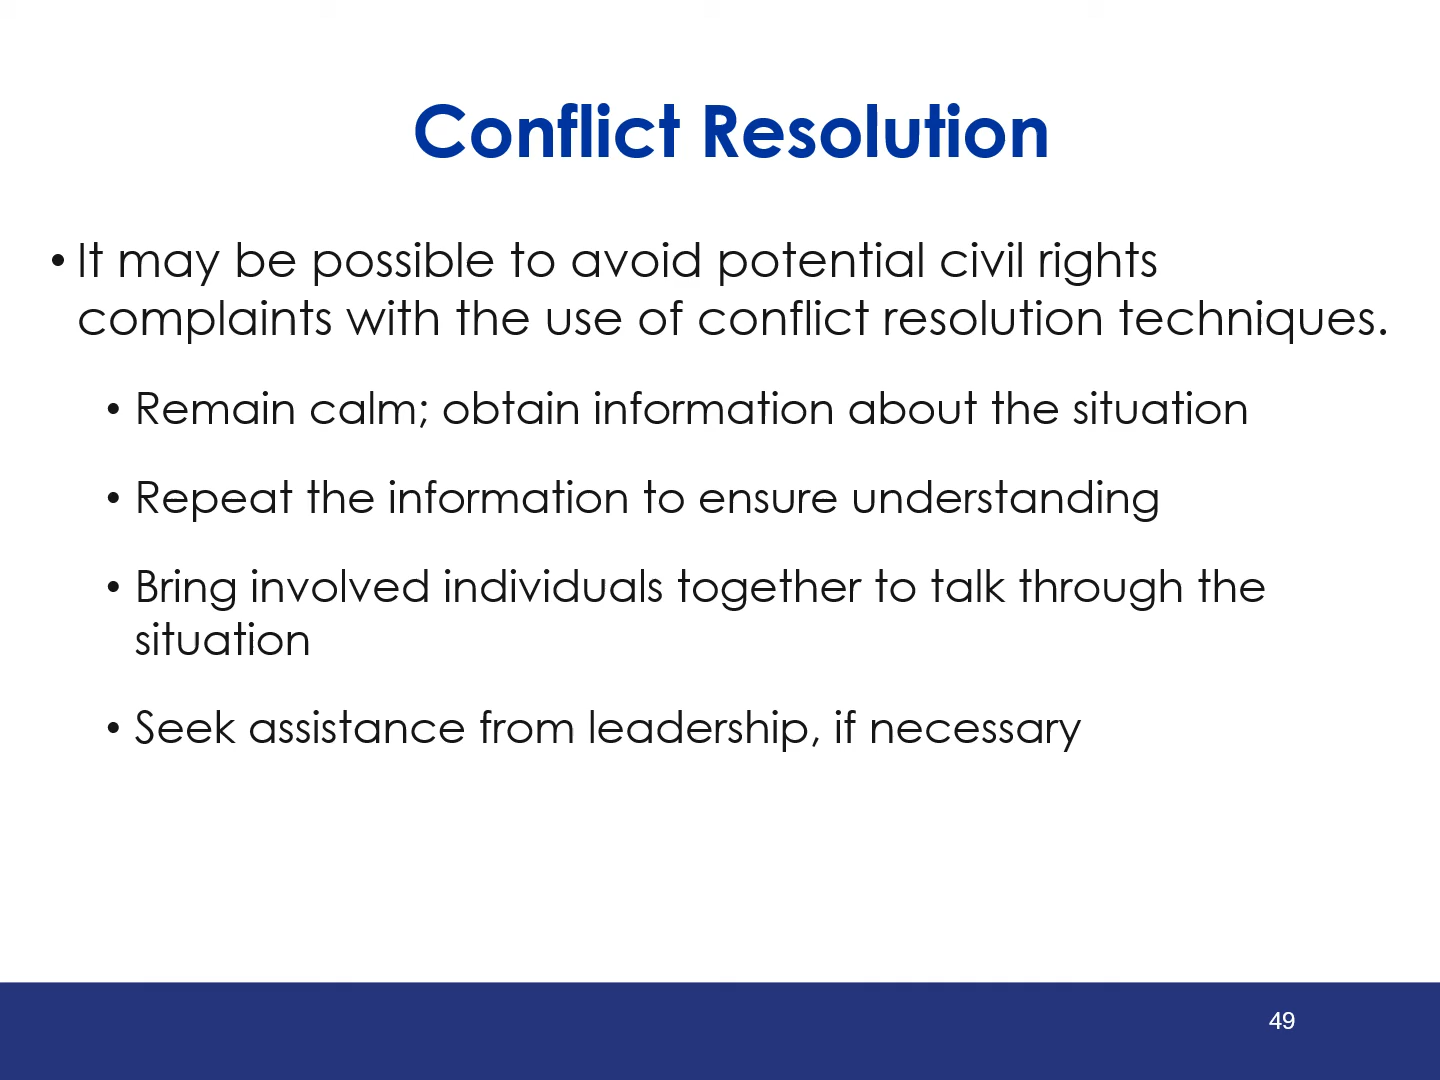 Conflict Resolution
• It may be possible to avoid potential civil rights
complaints with the use of conflict resolution techniques.
• Remain calm; obtain information about the situation
• Repeat the information to ensure understanding
• Bring involved individuals together to talk through the
situation
• Seek assistance from leadership, if necessary
49